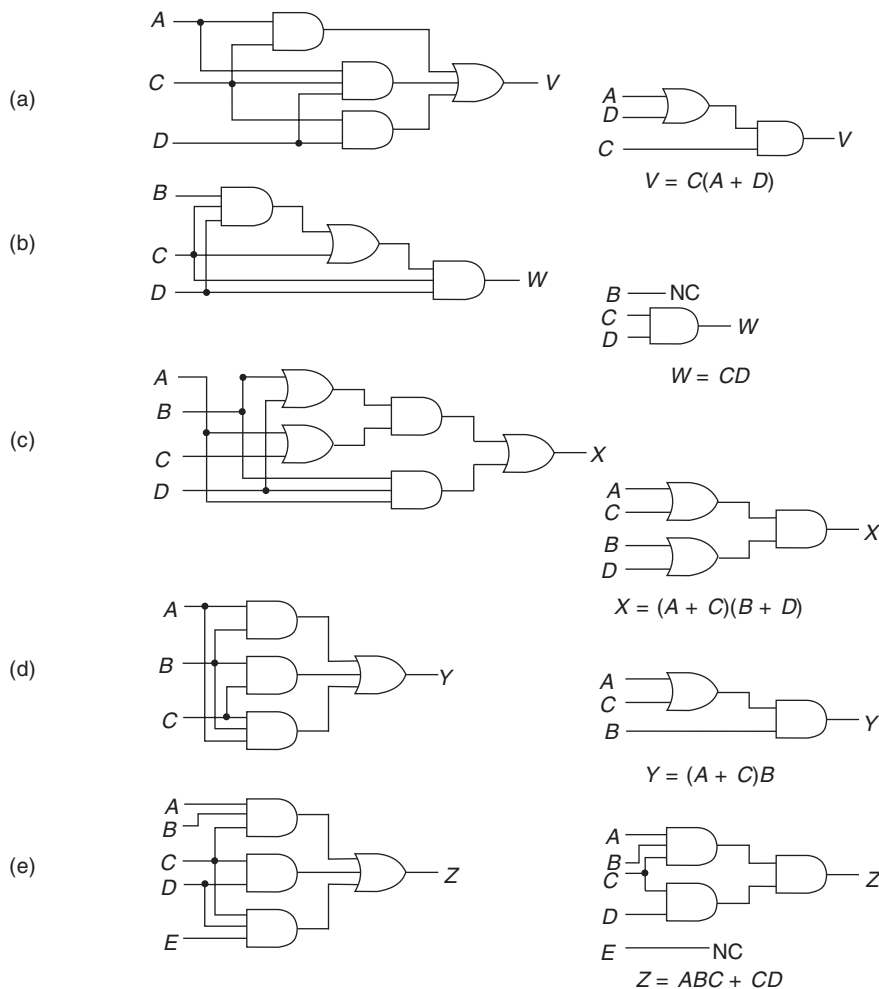 (a)
A
C
D
V
A
D
C
V
V = C(A + D)
(b)
B
C
D
W
B
NC
C
D
W
W = CD
(c)
A
B
C
D
X
A
C
B
D
X
X = (A + C)(B + D)
(d)
A
B
C
Y
A
C
B
Y
Y = (A + C)B
(e)
A
B
C
D
E
Z
A
B
C
D
Z
E
NC
Z = ABC + CD